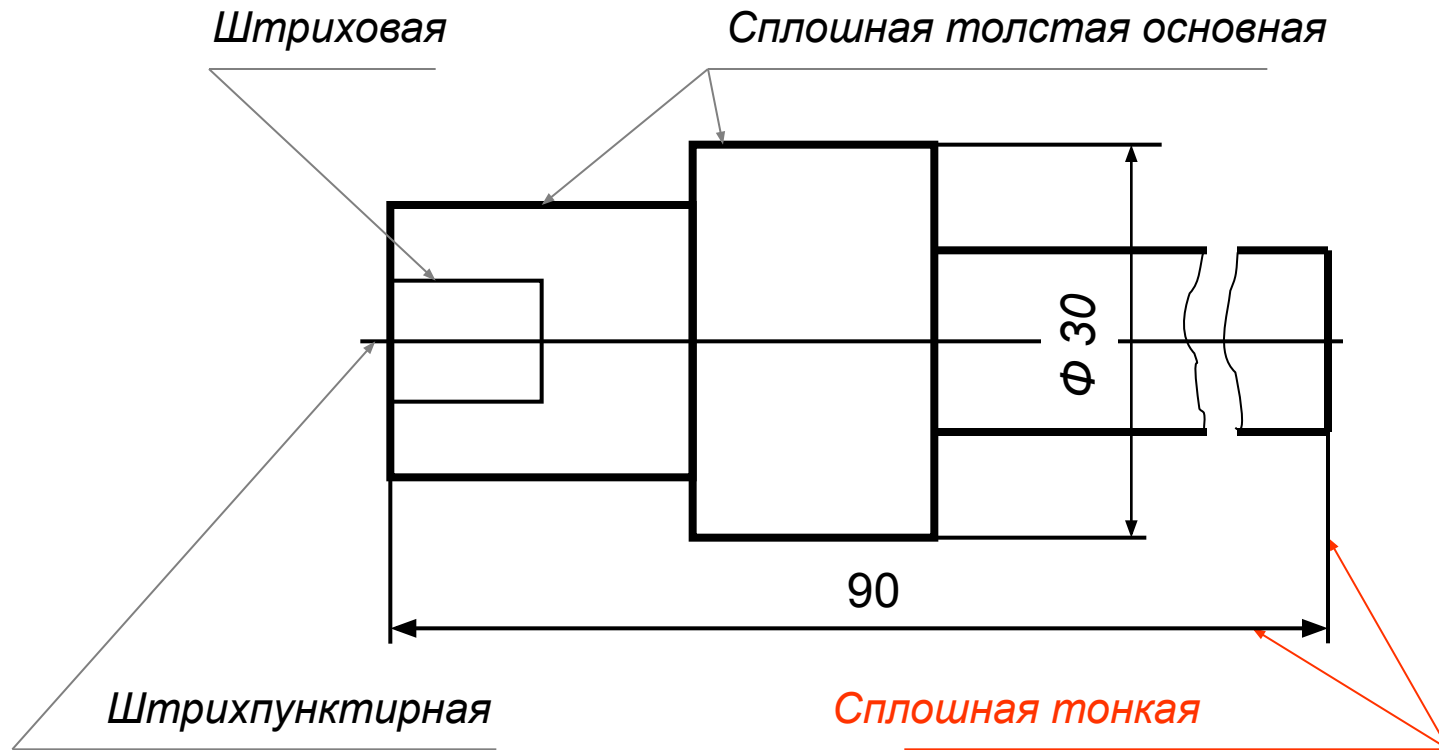 Штриховая
Сплошная толстая основная
Ф 30
90
Штрихпунктирная
Сплошная тонкая